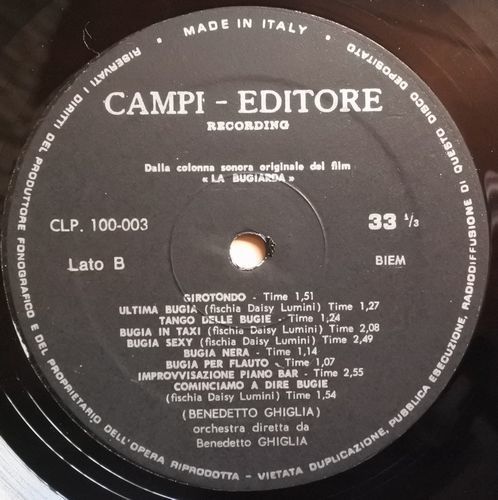 MADE IN ITALY
RISERVATI I DIRITTI DEL PRODUTTORE FONOGRAFICO E DEL PROPRIETARIO DELL'OPERA RIPRODOTTA - VIETATA DUPLICAZIONE, PUBBLICA ESECUZIONE, RADIODIFFUSIONE DI QUESTO DISCO DEPOSITATO
CAMPI - EDITORE
RECORDING
Dalla colonna sonora originale del film
« LA BUGIARDA »
CLP. 100-003
33 1/3
Lato B
BIEM
GIROTONDO - Time 1,51
ULTIMA BUGIA (fischia Daisy Lumini) Time 1,27
TANGO DELLE BUGIE - Time 1,24
BUGIA IN TAXI (fischia Daisy Lumini) Time 2,08
BUGIA SEXY (fischia Daisy Lumini) Time 2,49
BUGIA NERA - Time 1,14
BUGIA PER FLAUTO - Time 1,07
IMPROVVISAZIONE PIANO BAR - Time 2,55
COMINCIAMO A DIRE BUGIE
(fischia Daisy Lumini) Time 1,54
(BENEDETTO GHIGLIA)
orchestra diretta da
Benedetto GHIGLIA